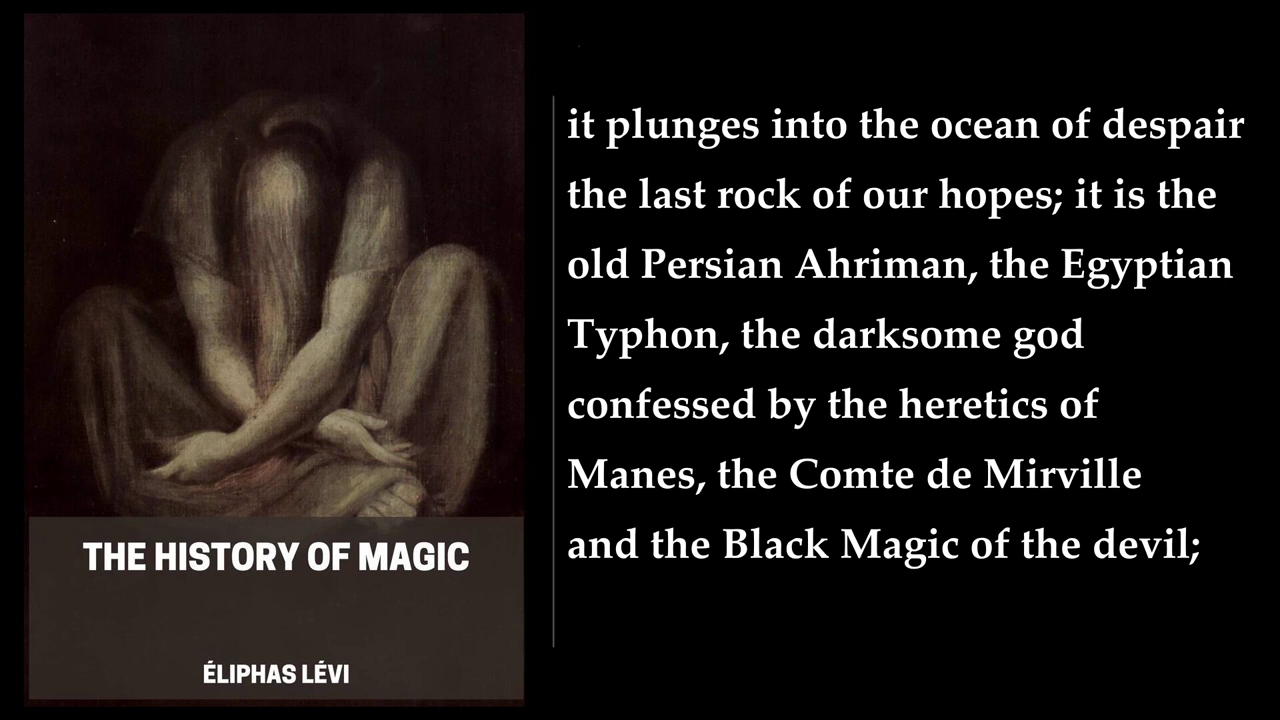 THE HISTORY OF MAGIC
ÉLIPHAS LÉVI
it plunges into the ocean of despair
the last rock of our hopes; it is the
old Persian Ahriman, the Egyptian
Typhon, the darksome god
confessed by the heretics of
Manes, the Comte de Mirville
and the Black Magic of the devil;